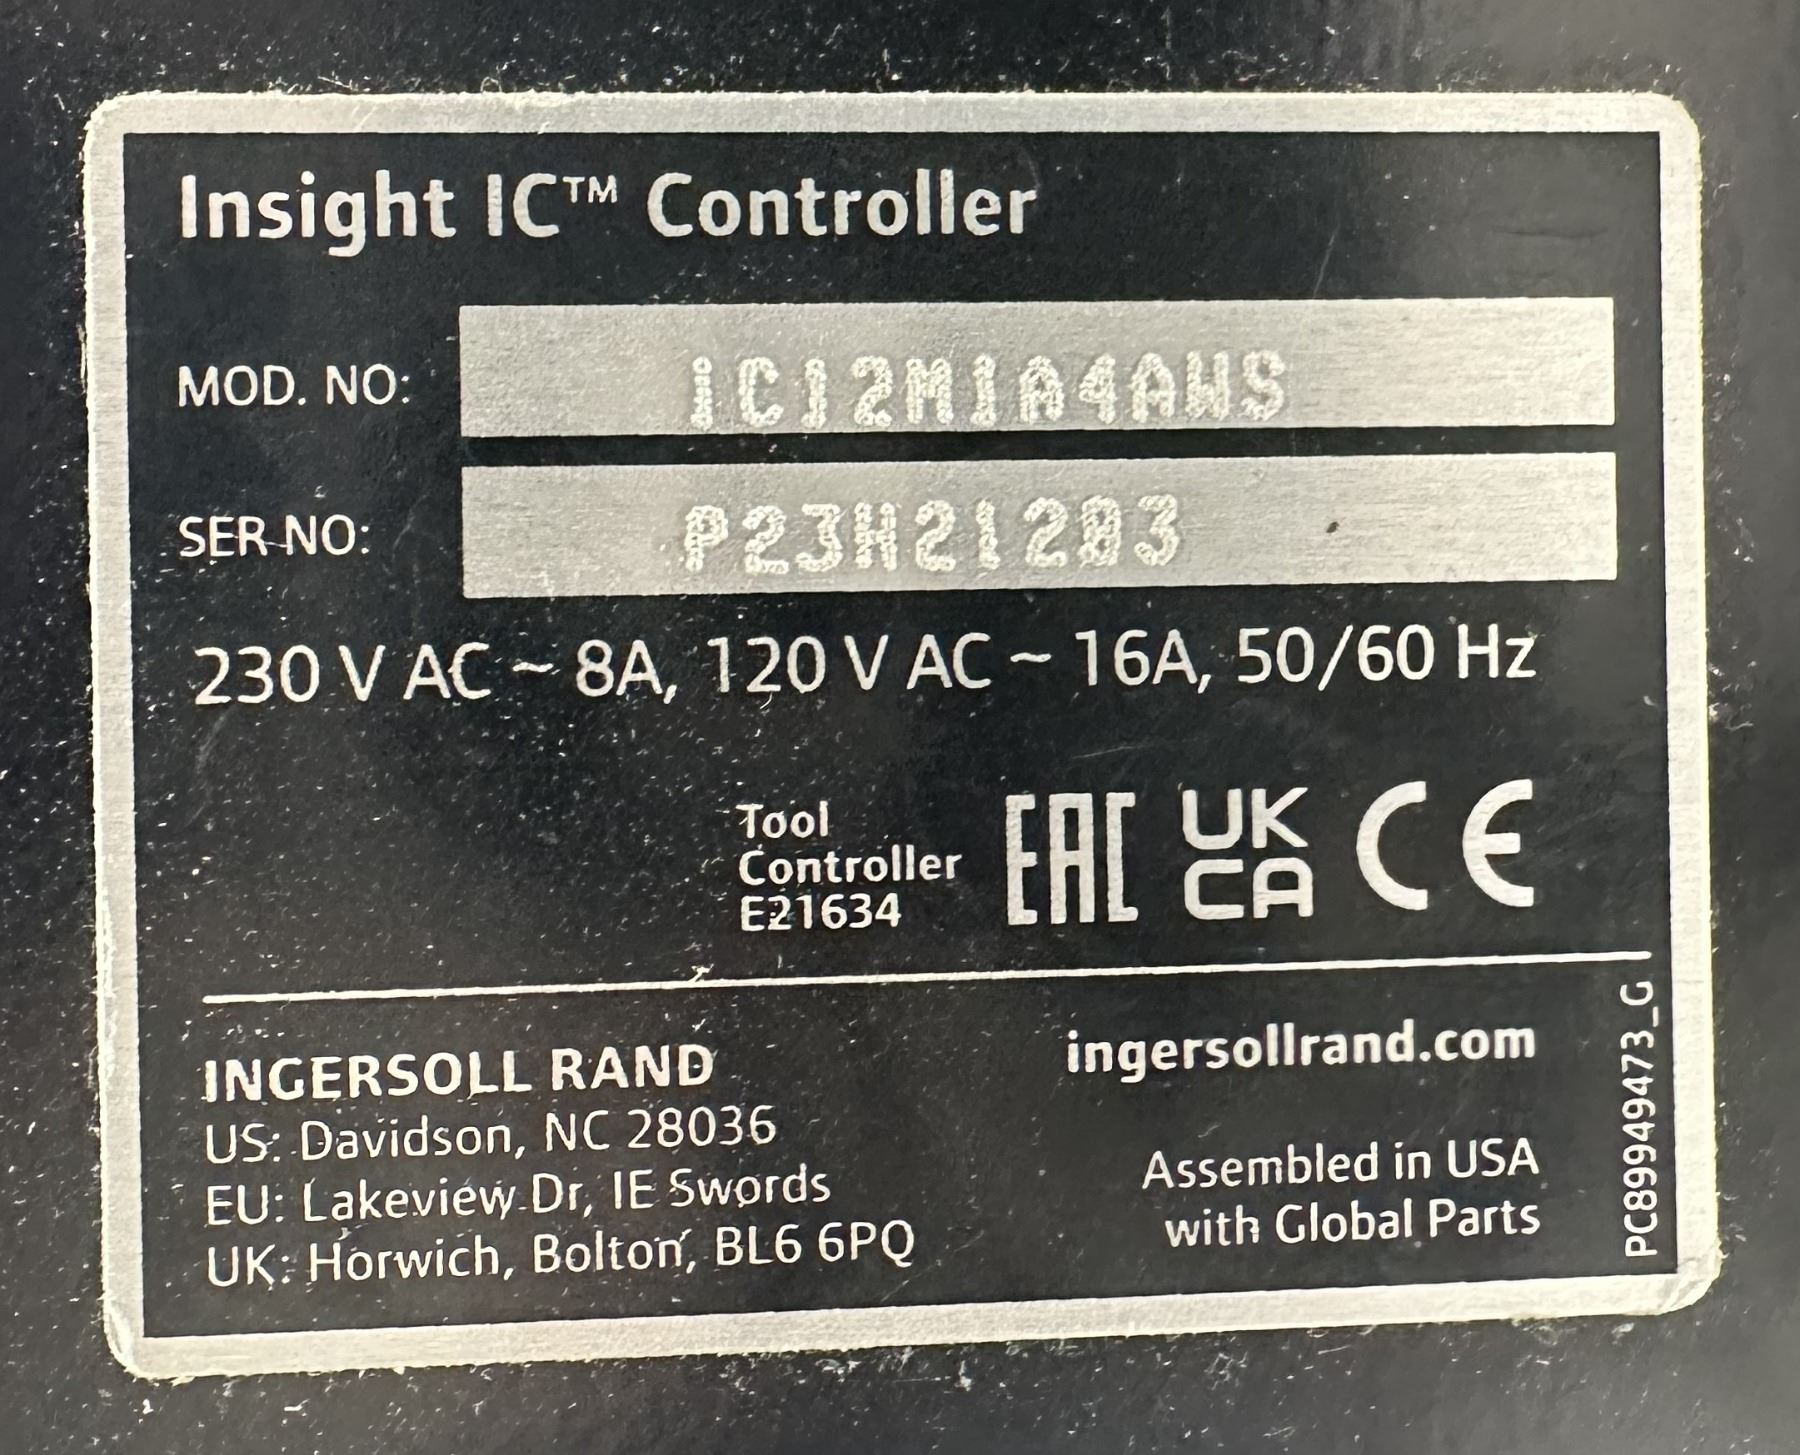 Insight IC™ Controller
MOD. NO: IC12M1A4AWS
SER NO: P23H21203
230 V AC ~ 8A, 120 V AC ~ 16A, 50/60 Hz
Tool
Controller
E21634
EAC
UK
CA
CE
INGERSOLL RAND
US: Davidson, NC 28036
EU: Lakeview Dr, IE Swords
UK: Horwich, Bolton, BL6 6PQ
ingersollrand.com
Assembled in USA
with Global Parts
PC89949473_G